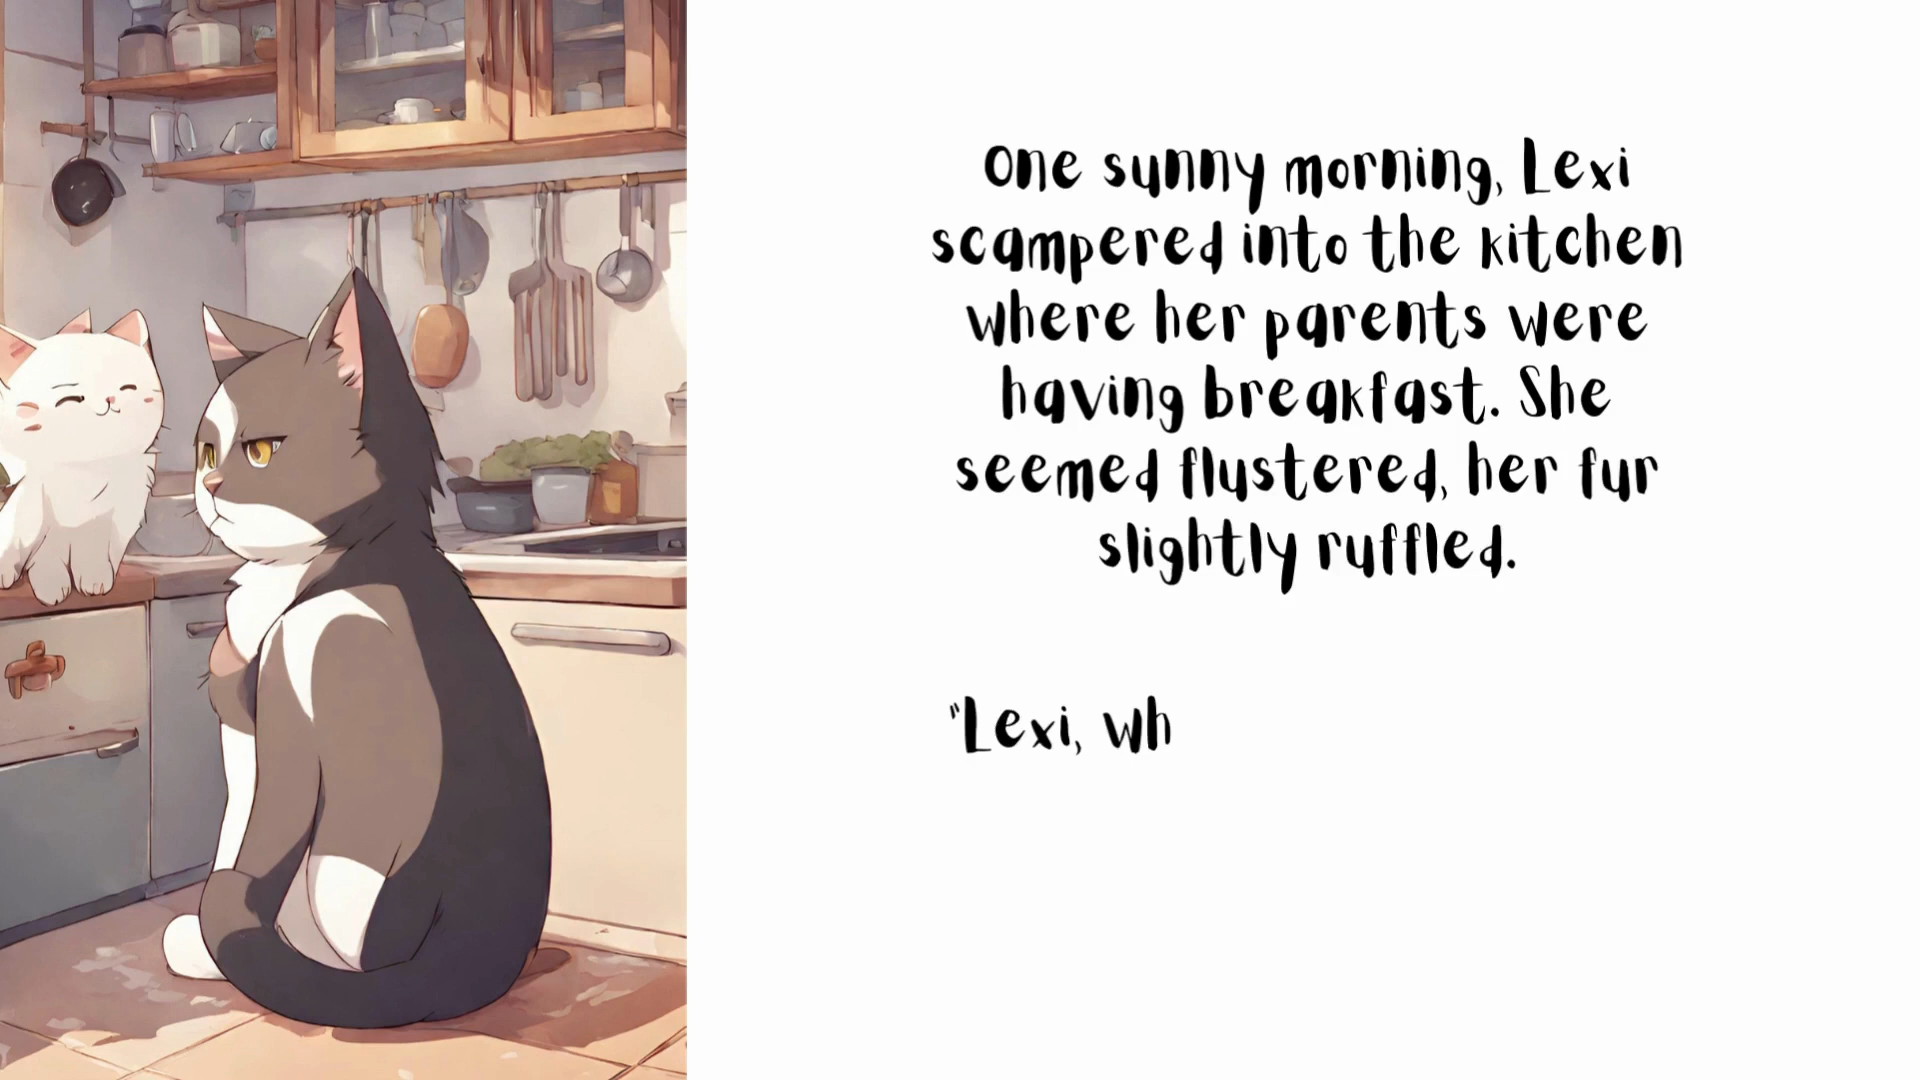 One sunny morning, Lexi
scampered into the kitchen
where her parents were
having breakfast. She
seemed flustered, her fur
slightly ruffled.
"Lexi, wh